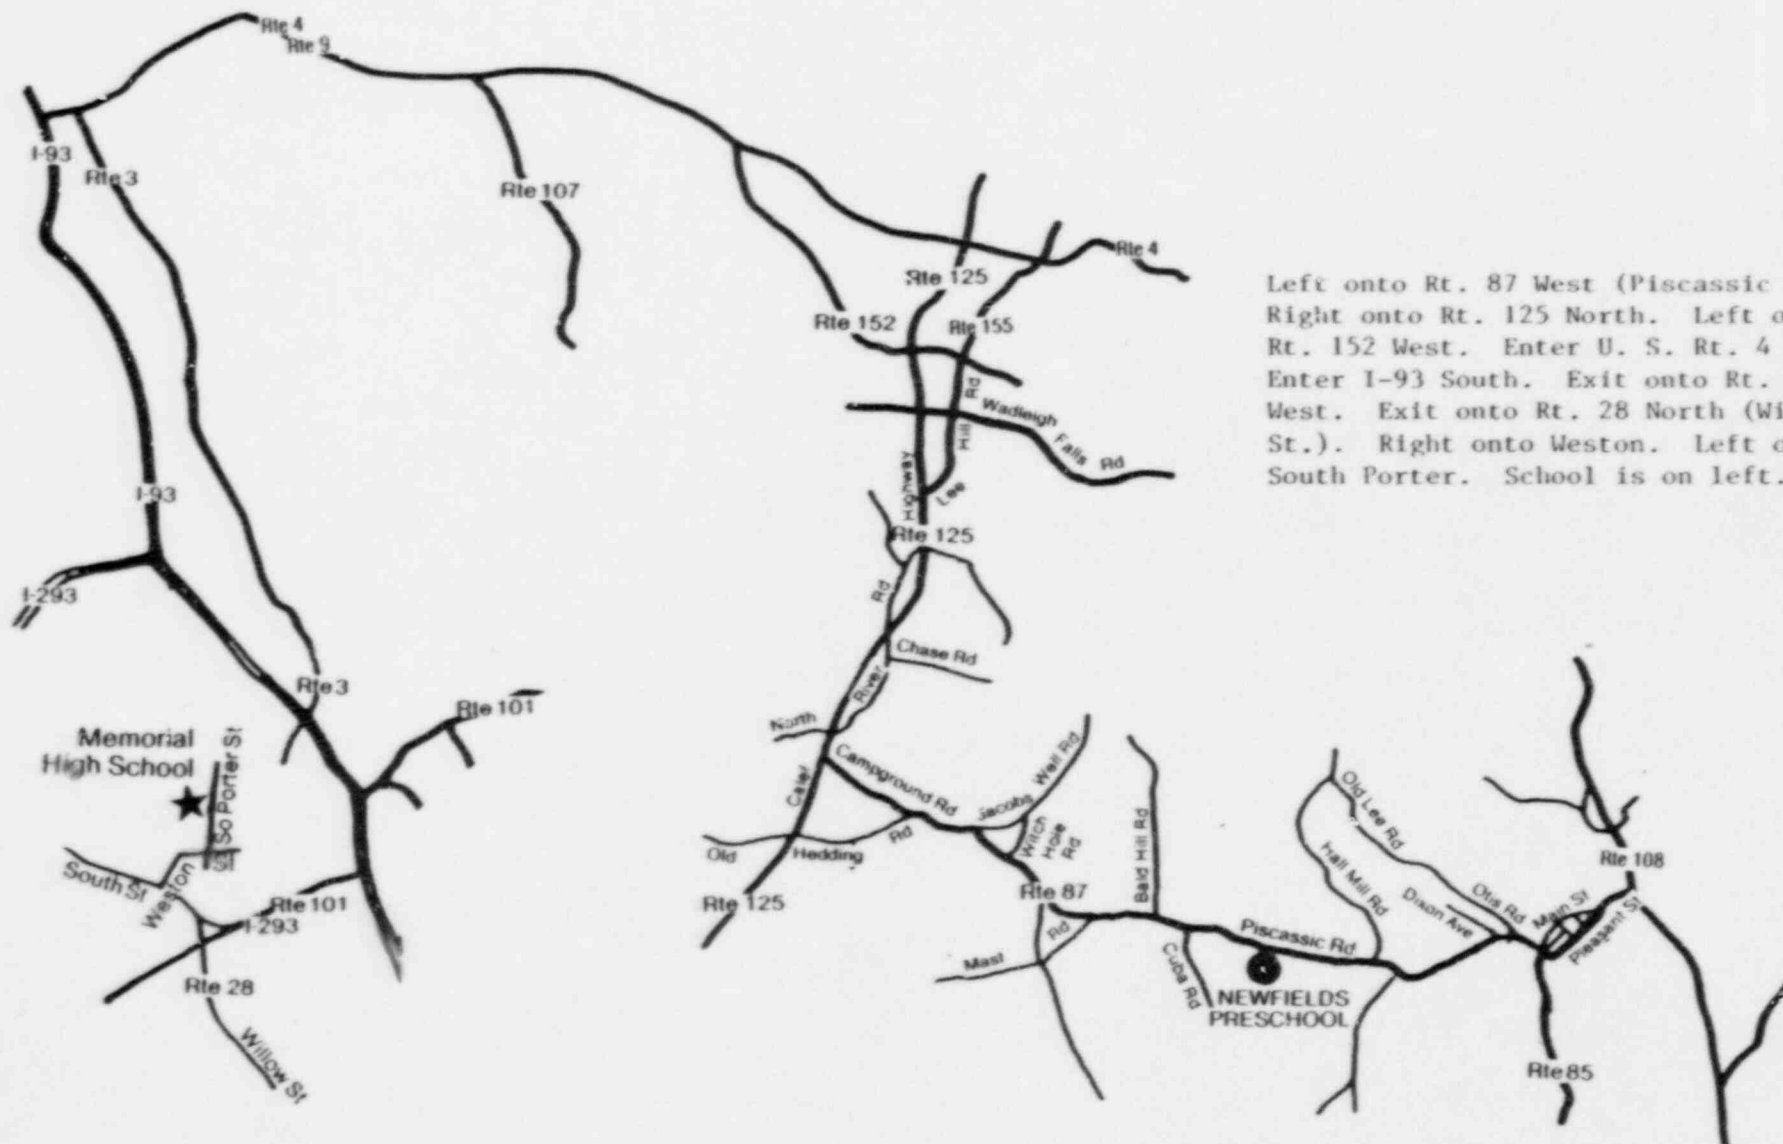 Rte 4
Rte 9
I-93
Rte 3
Rte 107
Rte 4
Rte 125
Rte 152
Rte 155
Left onto Rt. 87 West (Piscassic
Right onto Rt. 125 North. Left o
Rt. 152 West. Enter U. S. Rt. 4
Enter I-93 South. Exit onto Rt.
West. Exit onto Rt. 28 North (Wi
St.). Right onto Weston. Left o
South Porter. School is on left.
Wadleigh Falls Rd
Lee Hill Rd
Highway
I-93
Rte 125
I-293
Rd
Chase Rd
River
North
Rte 3
Rte 101
Memorial
High School
So Porter St
South St
Weston St
Rte 101
I-293
Rte 28
Willow St
Campground Rd
Jacobs Well Rd
Witch
Hole
Rd
Old Hedding Rd
Rte 125
Rte 87
Bald Hill Rd
Mast Rd
Cuba Rd
Piscassic Rd
NEWFIELDS
PRESCHOOL
Old Lee Rd
Hall Mill Rd
Dixon Ave
Otis Rd
Main St
Pleasant St
Rte 108
Rte 85